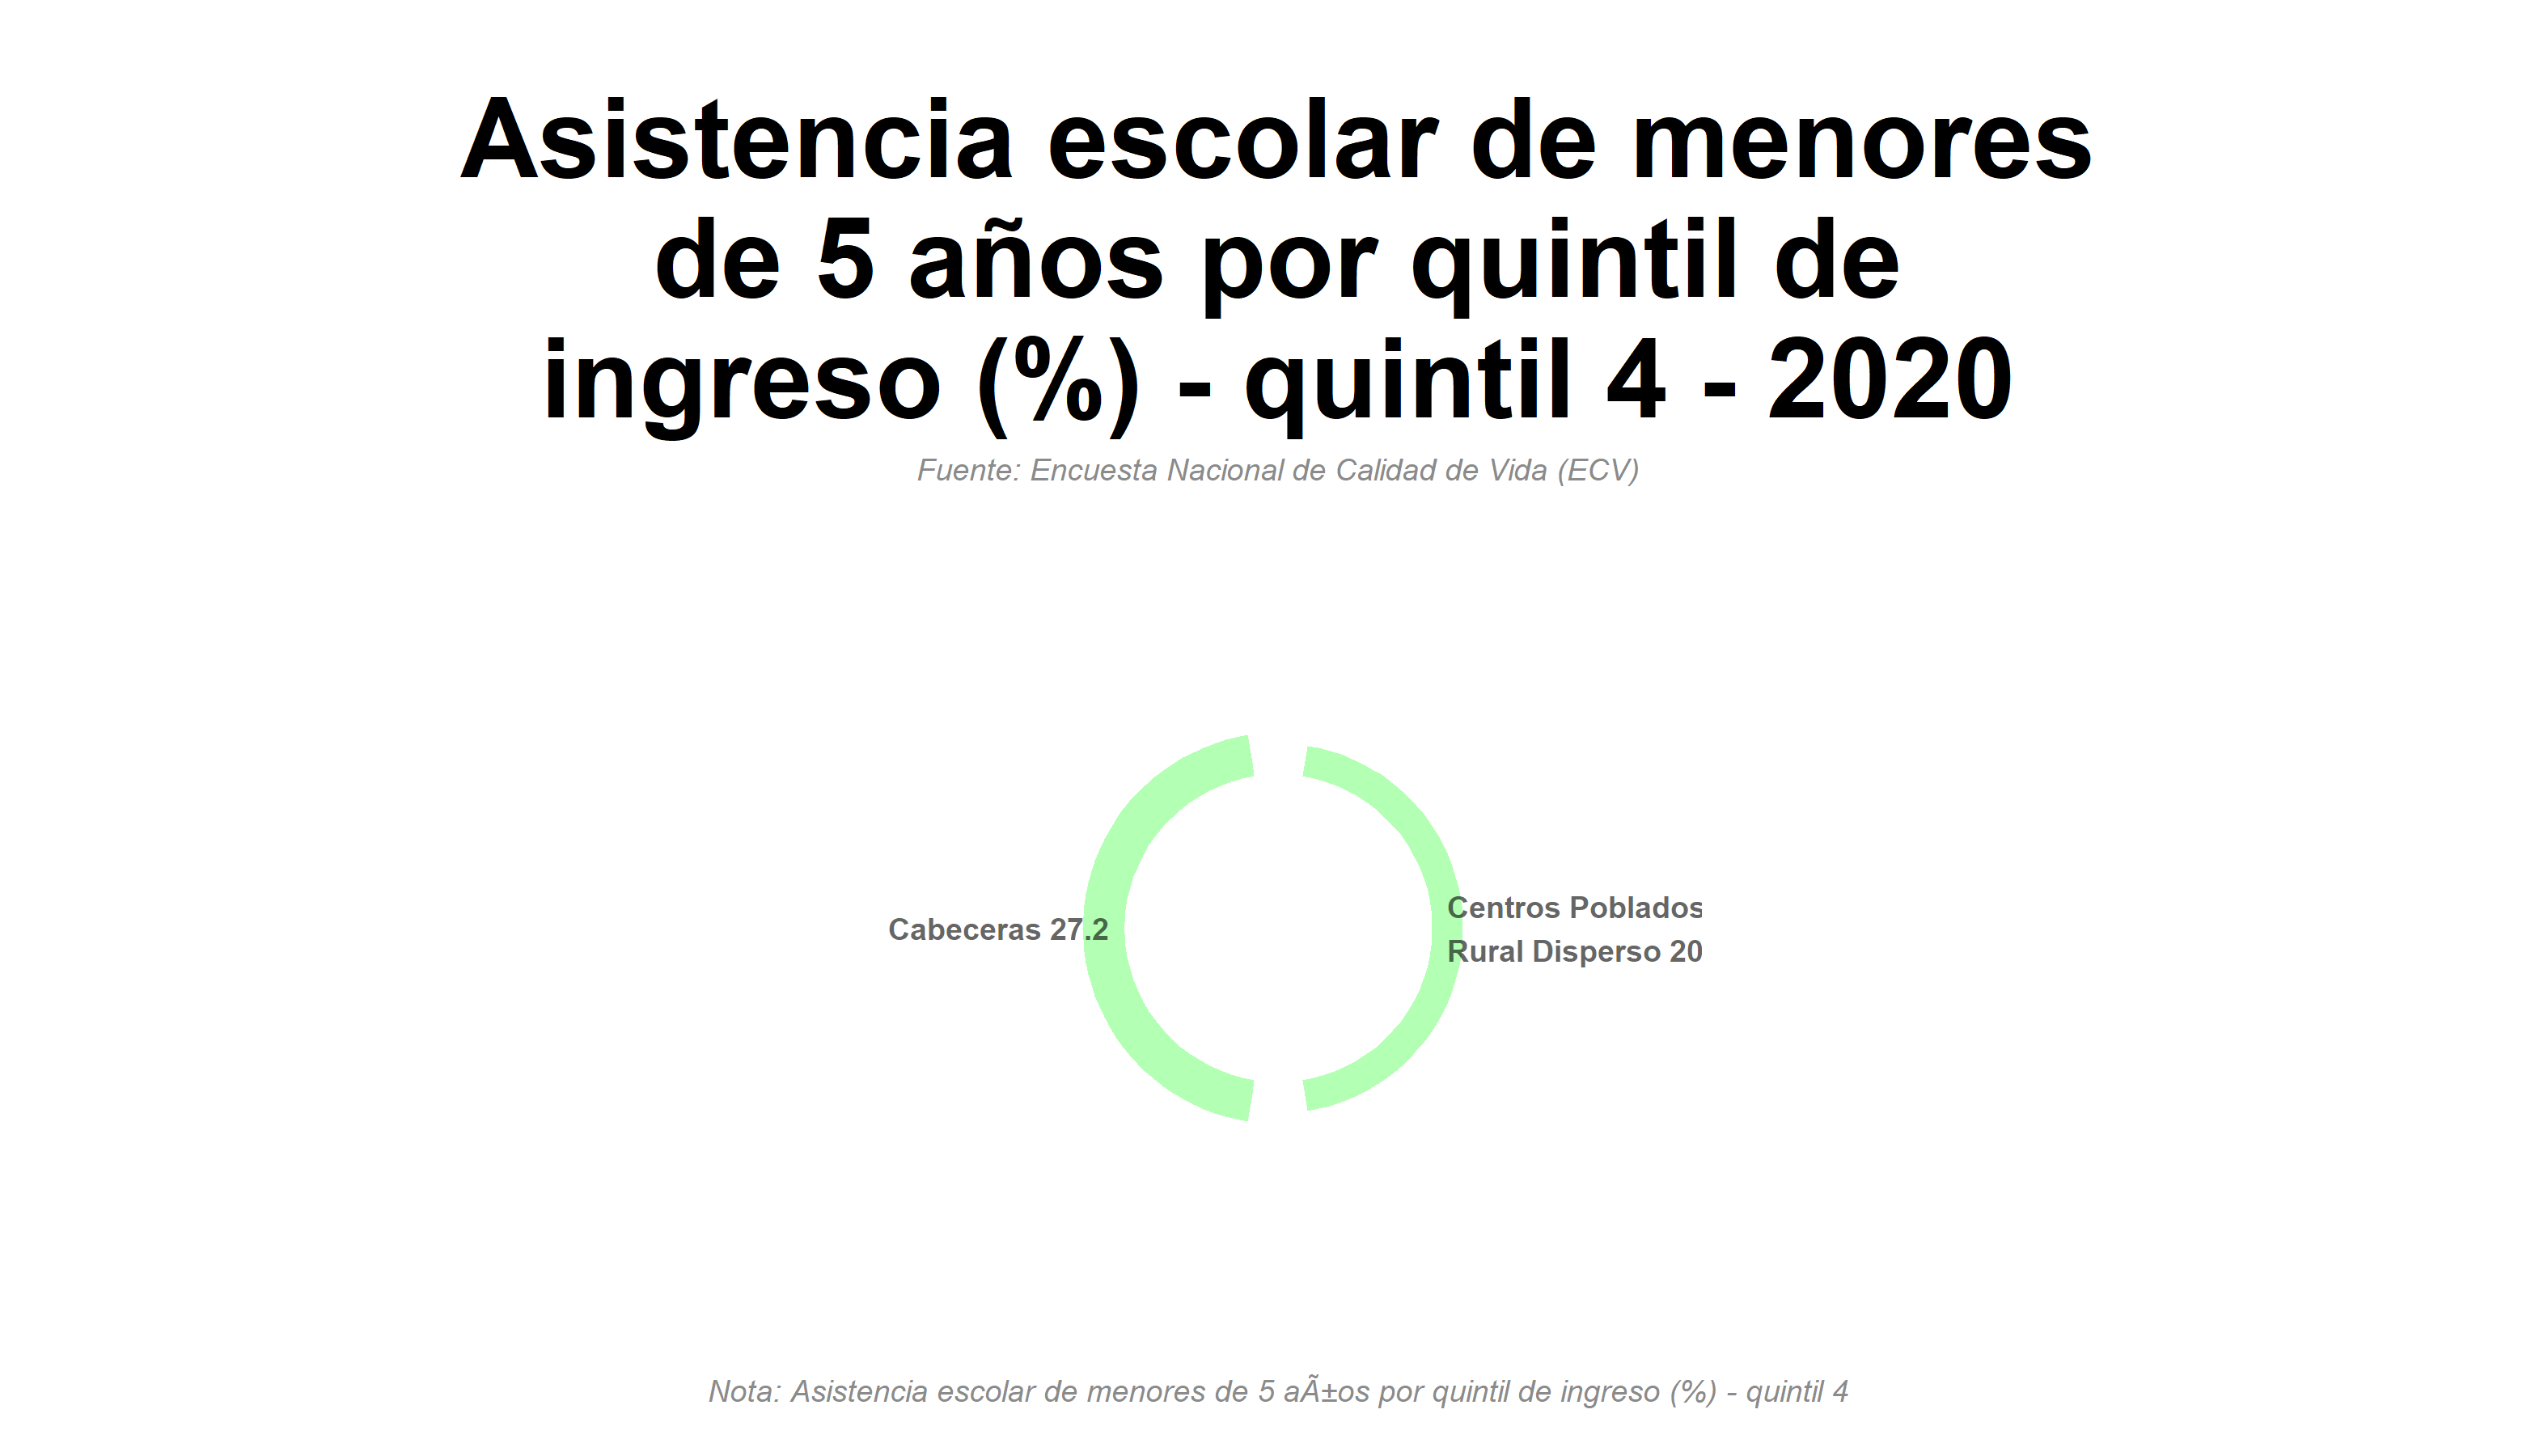 Asistencia escolar de menores
de 5 años por quintil de
ingreso (%) - quintil 4 - 2020
Fuente: Encuesta Nacional de Calidad de Vida (ECV)
Cabeceras 27.2
Centros Poblados
Rural Disperso 20
Nota: Asistencia escolar de menores de 5 aÃ±os por quintil de ingreso (%) - quintil 4